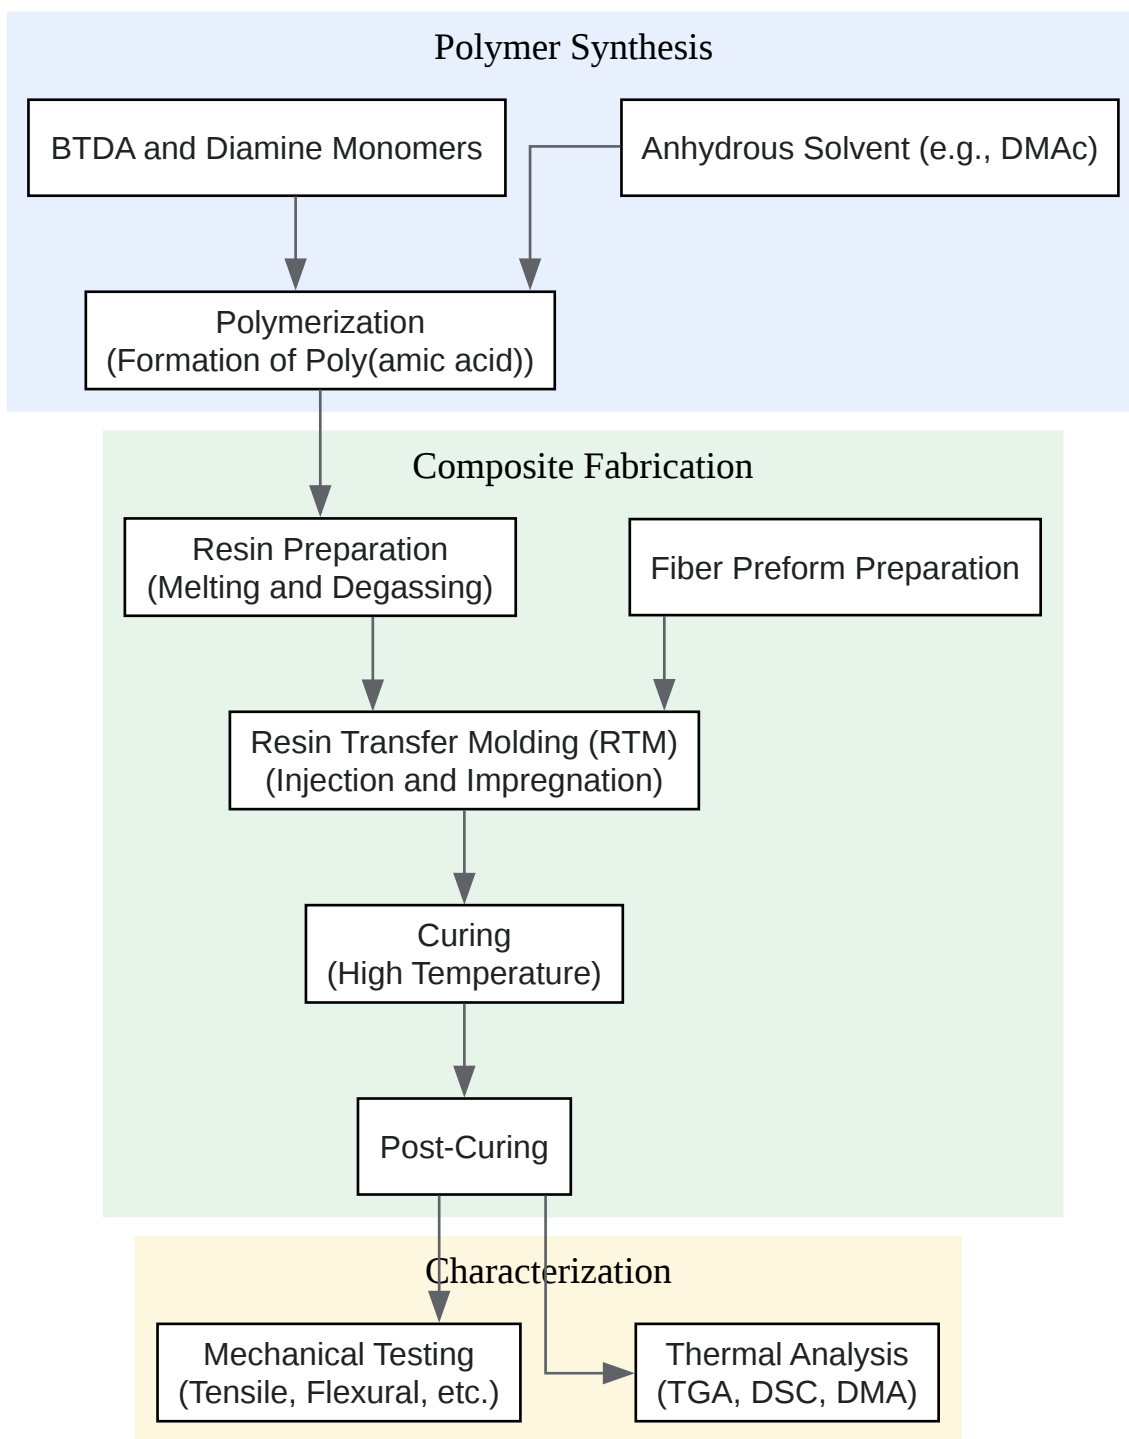 Polymer Synthesis
BTDA and Diamine Monomers
Anhydrous Solvent (e.g., DMAc)
Polymerization
(Formation of Poly(amic acid))
Composite Fabrication
Resin Preparation
(Melting and Degassing)
Fiber Preform Preparation
Resin Transfer Molding (RTM)
(Injection and Impregnation)
Curing
(High Temperature)
Post-Curing
Characterization
Mechanical Testing
(Tensile, Flexural, etc.)
Thermal Analysis
(TGA, DSC, DMA)